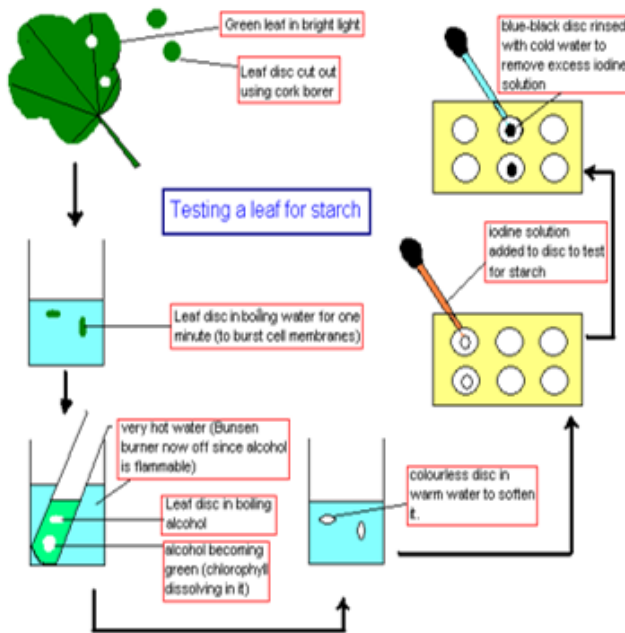 Green leaf in bright light
Leaf disc cut out
using cork borer
Testing a leaf for starch
Leaf disc in boiling water for one
minute (to burst cell membranes)
very hot water (Bunsen
burner now off since alcohol
is flammable)
Leaf disc in boiling
alcohol
alcohol becoming
green (chlorophyll
dissolving in it)
colourless disc in
warm water to soften
it.
iodine solution
added to disc to test
for starch
blue-black disc rinsed
with cold water to
remove excess iodine
solution